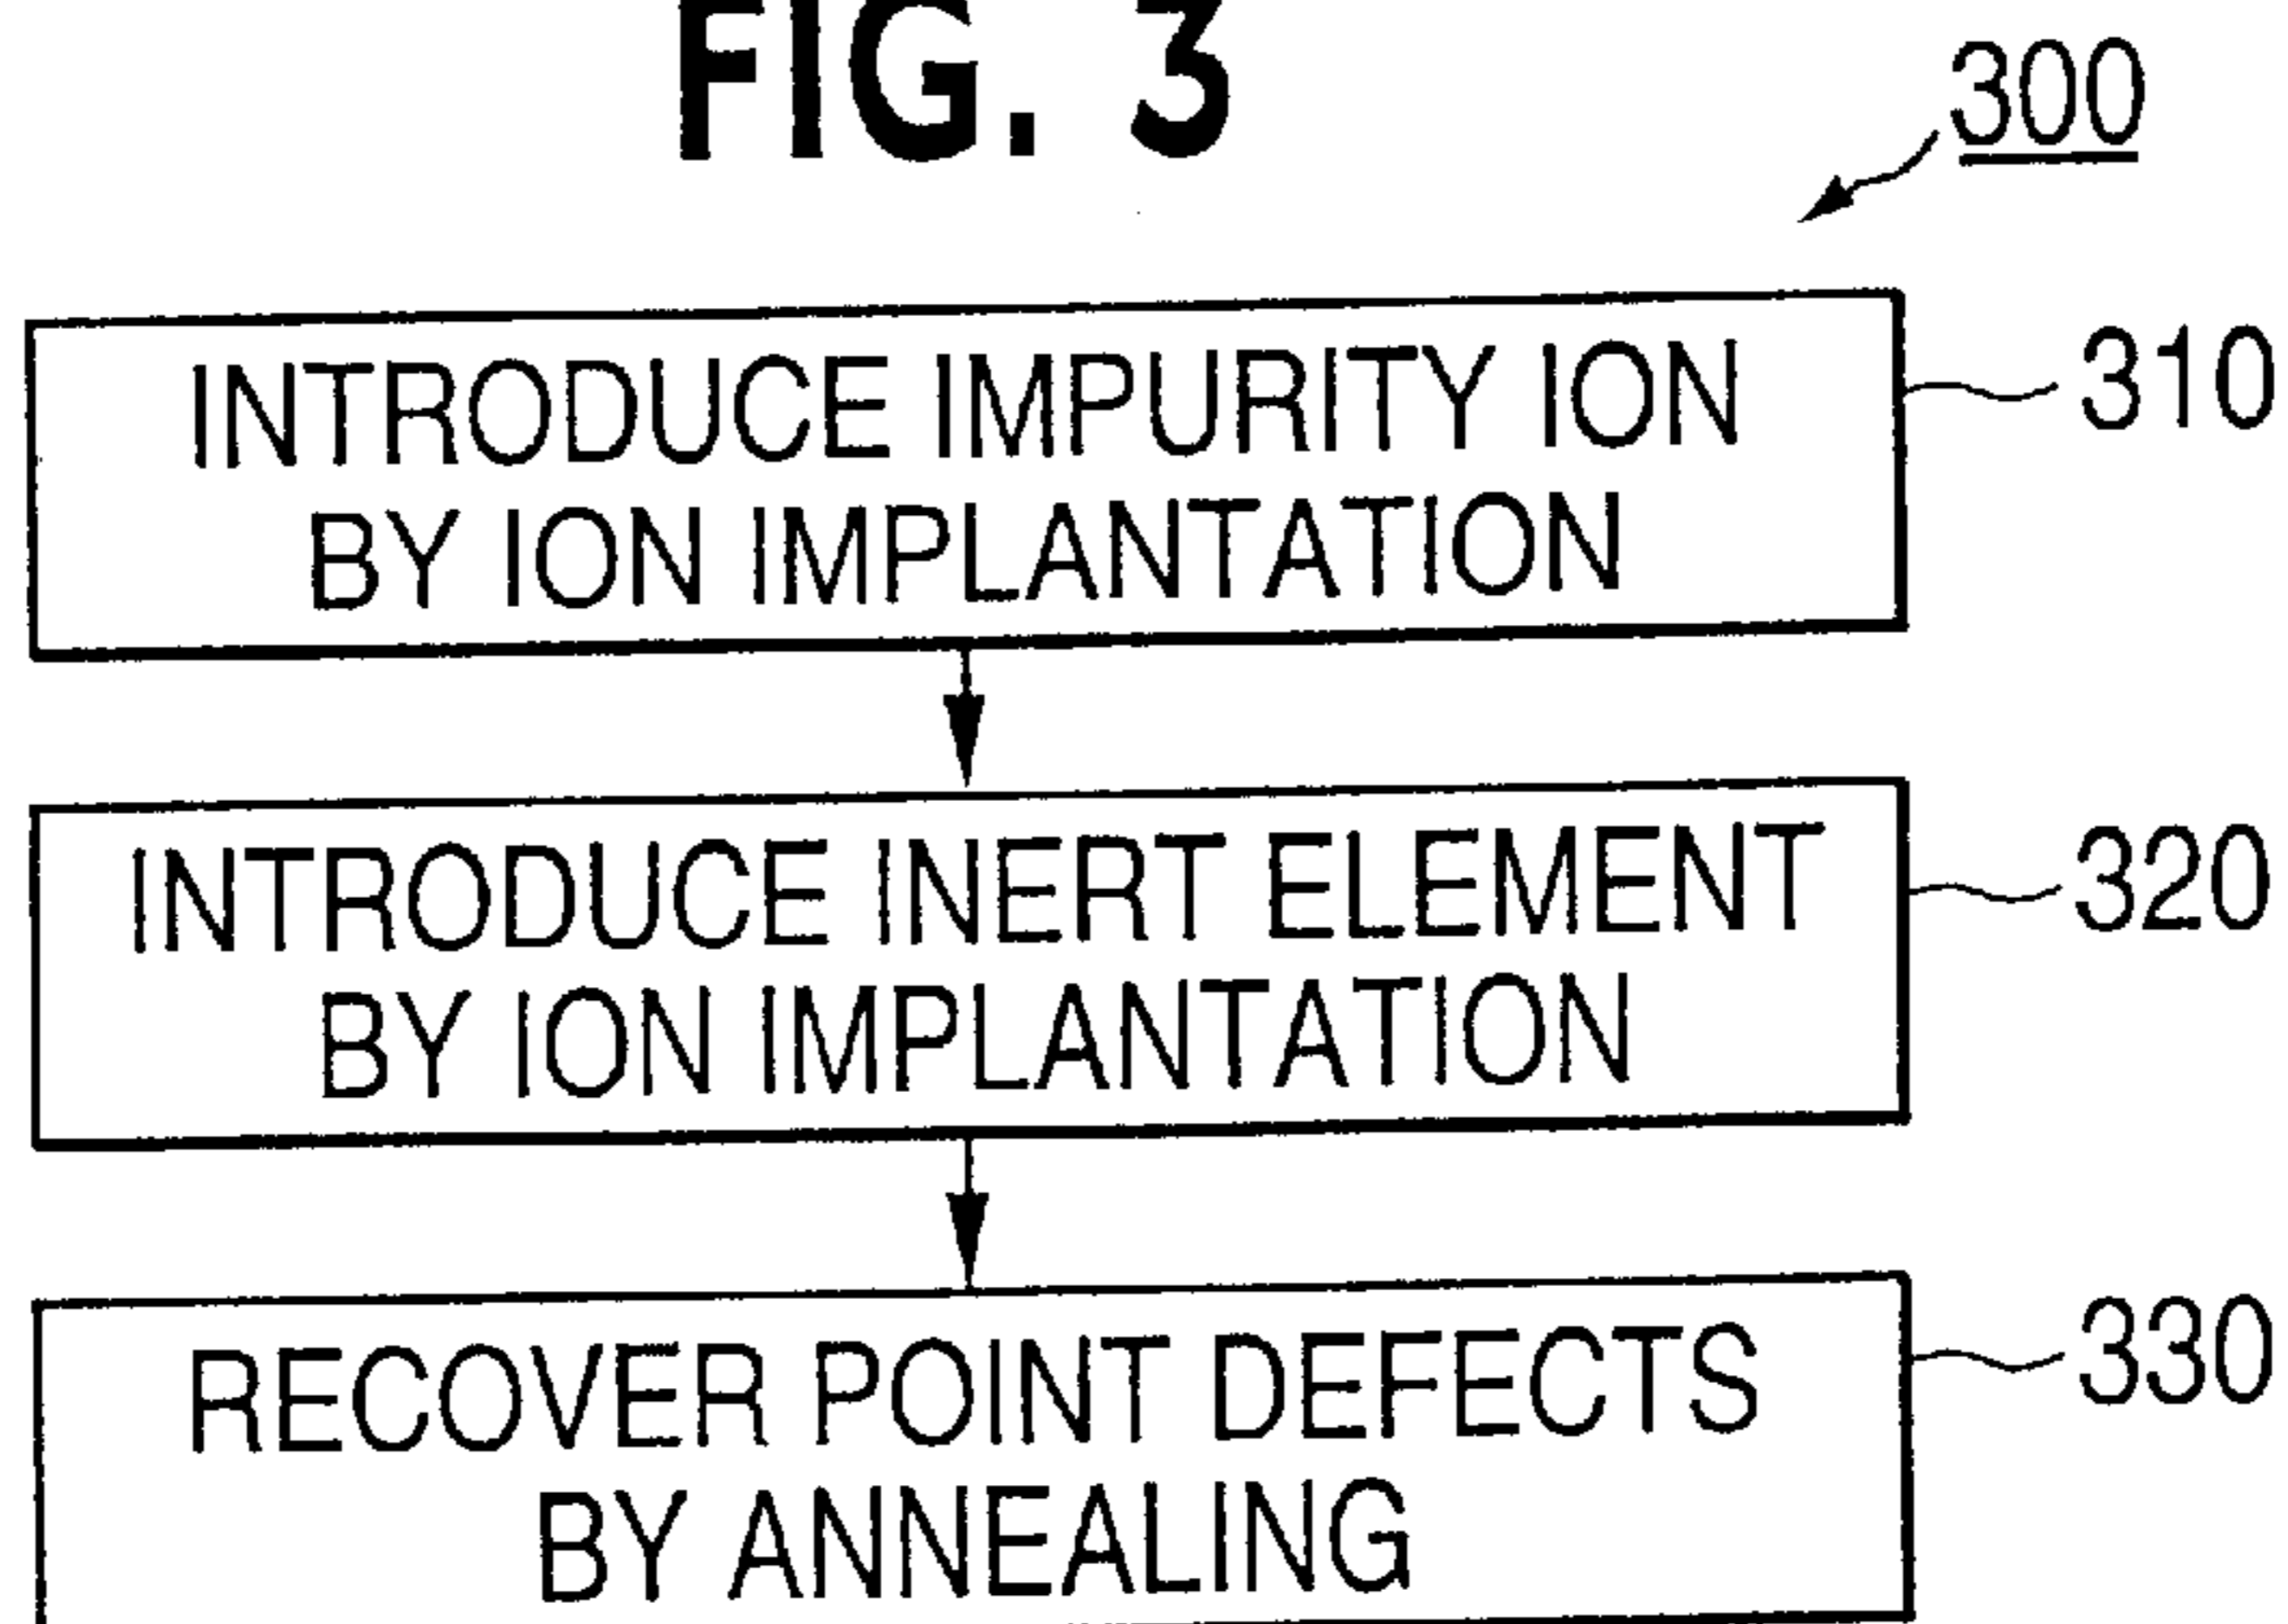 FIG. 3
300
INTRODUCE IMPURITY ION
BY ION IMPLANTATION
310
INTRODUCE INERT ELEMENT
BY ION IMPLANTATION
320
RECOVER POINT DEFECTS
BY ANNEALING
330